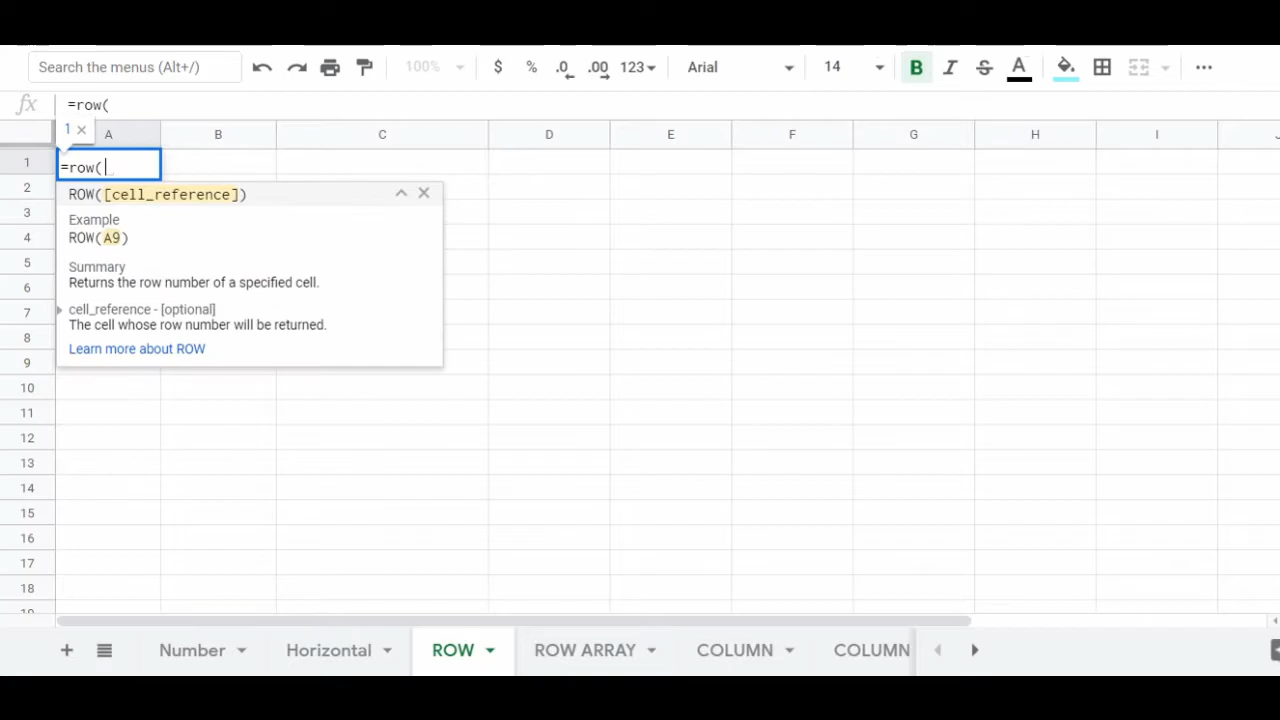 Search the menus (Alt+/) 100% $ % .0 .00 123 Arial 14 B I S A
fx =row(
1 ×
A B C D E F G H I J
1 =row(
2 ROW([cell_reference])
3 Example
4 ROW(A9)
5 Summary
6 Returns the row number of a specified cell.
7 cell_reference - [optional]
8 The cell whose row number will be returned.
9 Learn more about ROW
10
11
12
13
14
15
16
17
18
19
+ Number Horizontal ROW ROW ARRAY COLUMN COLUMN